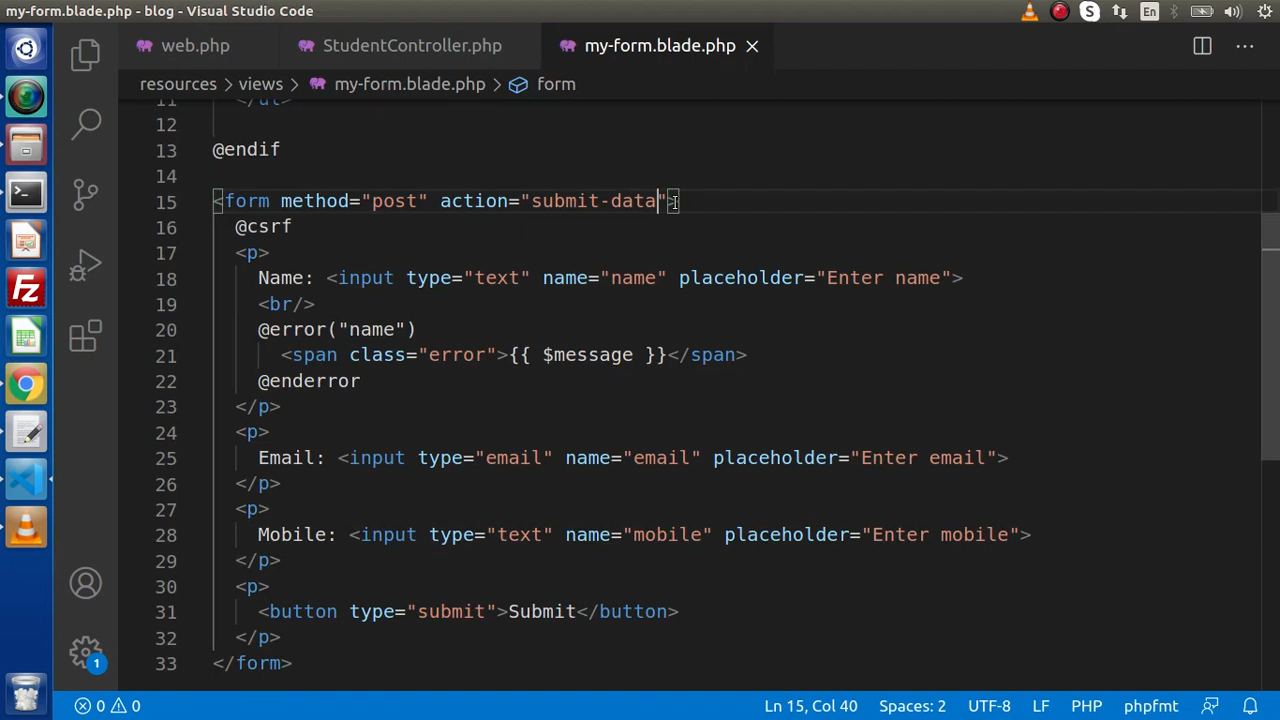 my-form.blade.php - blog - Visual Studio Code
En
web.php
StudentController.php
my-form.blade.php
resources > views > my-form.blade.php > form
11 </ul>
12
13 @endif
14
15 <form method="post" action="submit-data">
16 @csrf
17 <p>
18 Name: <input type="text" name="name" placeholder="Enter name">
19 <br/>
20 @error("name")
21 <span class="error">{{ $message }}</span>
22 @enderror
23 </p>
24 <p>
25 Email: <input type="email" name="email" placeholder="Enter email">
26 </p>
27 <p>
28 Mobile: <input type="text" name="mobile" placeholder="Enter mobile">
29 </p>
30 <p>
31 <button type="submit">Submit</button>
32 </p>
33 </form>
1
0 0 Ln 15, Col 40 Spaces: 2 UTF-8 LF PHP phpfmt